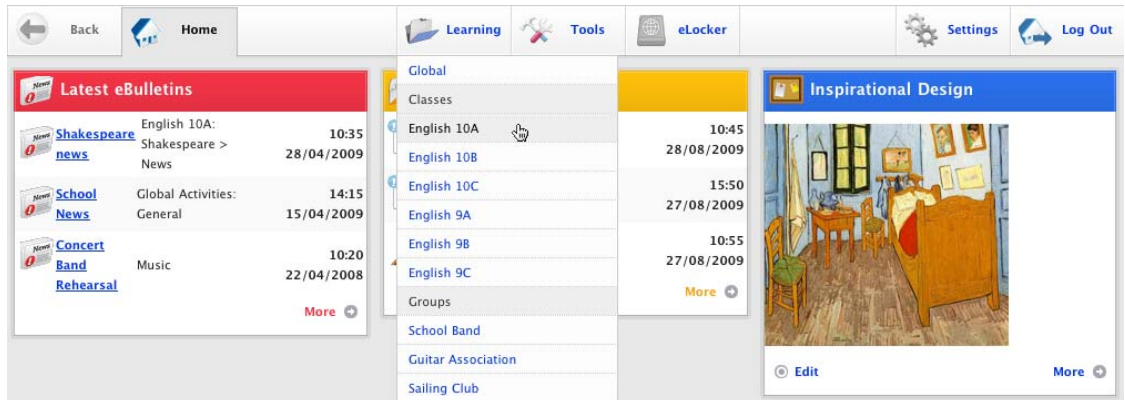 Back
Home
Learning
Tools
eLocker
Settings
Log Out
Latest eBulletins
Shakespeare
news
English 10A:
Shakespeare >
News
10:35
28/04/2009
School
News
Global Activities:
General
14:15
15/04/2009
Concert
Band
Rehearsal
Music
10:20
22/04/2008
More
Global
Classes
English 10A
English 10B
English 10C
English 9A
English 9B
English 9C
Groups
School Band
Guitar Association
Sailing Club
10:45
28/08/2009
15:50
27/08/2009
10:55
27/08/2009
More
Inspirational Design
Edit
More